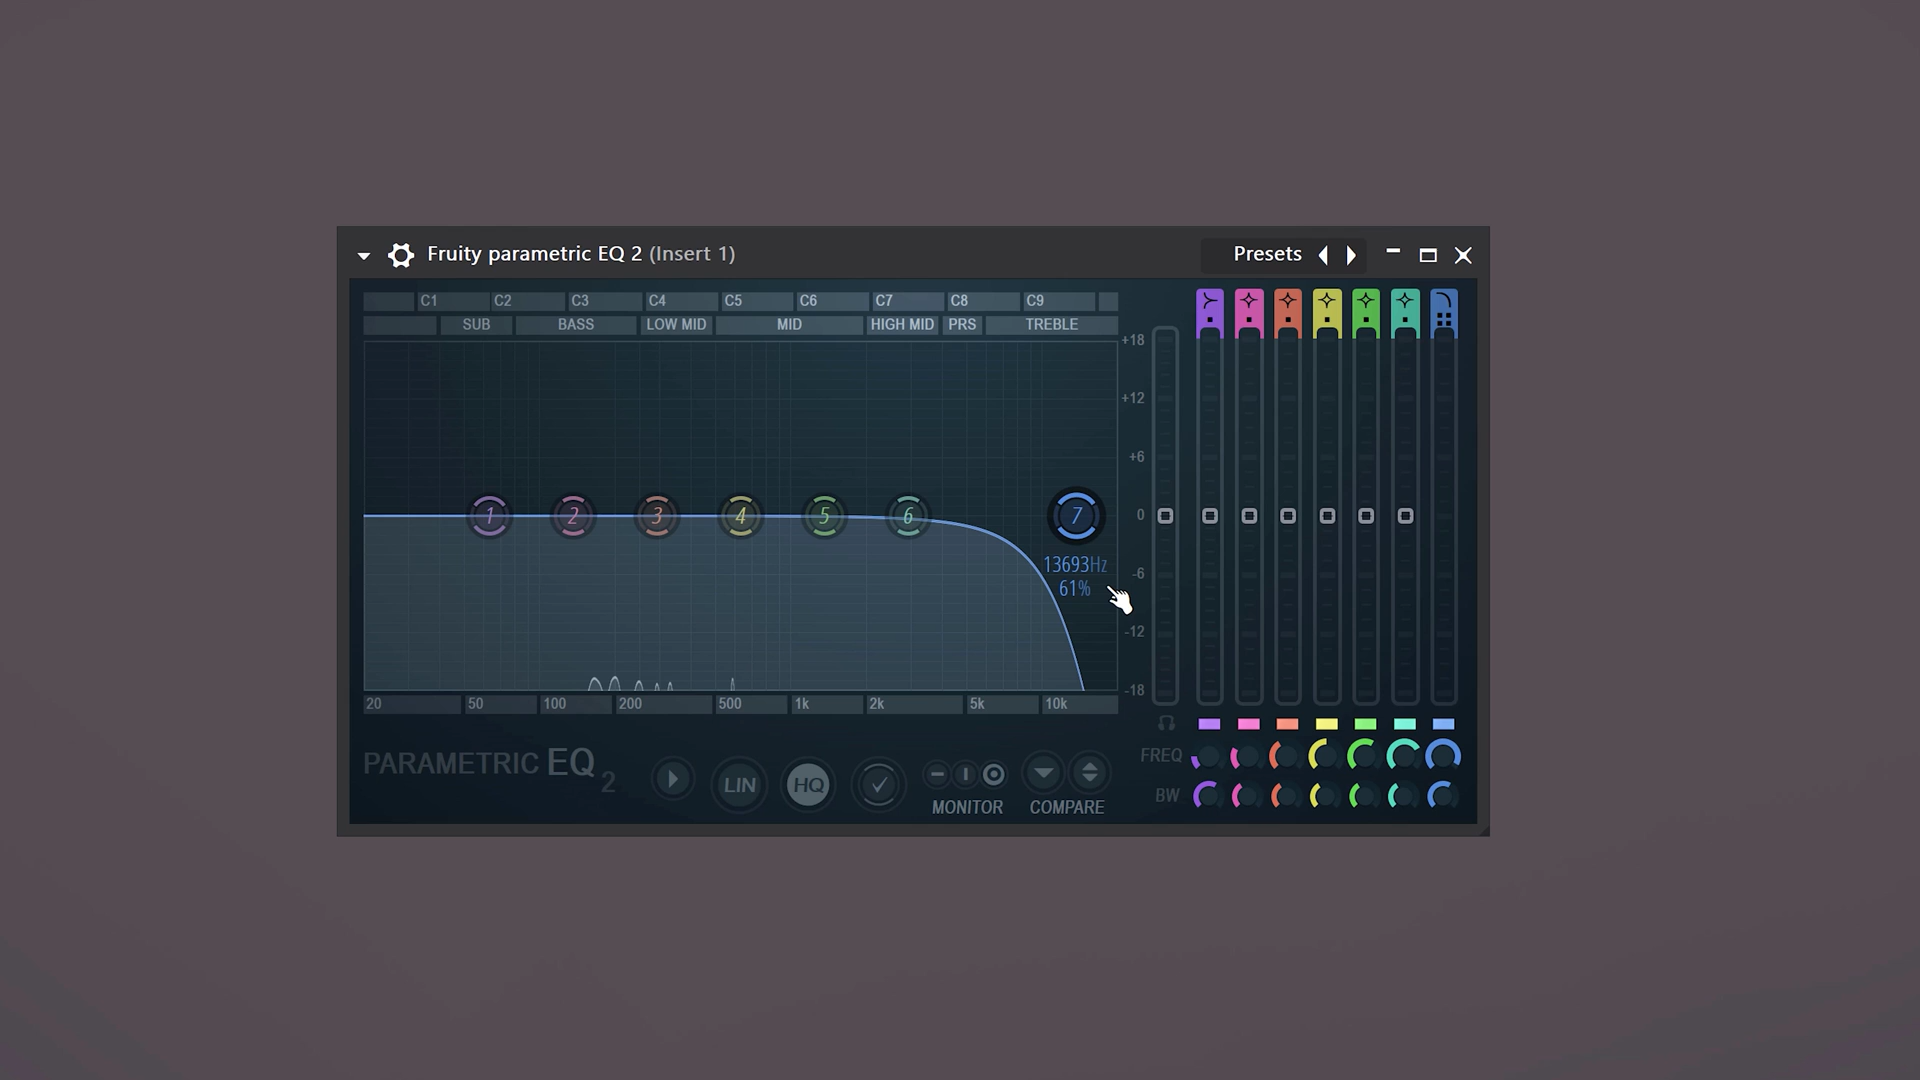 Fruity parametric EQ 2 (Insert 1)
Presets
C1 C2 C3 C4 C5 C6 C7 C8 C9
SUB BASS LOW MID MID HIGH MID PRS TREBLE
+18
+12
+6
1 2 3 4 5 6 7 0
13693Hz
-6
61%
-12
-18
20 50 100 200 500 1k 2k 5k 10k
FREQ
PARAMETRIC EQ 2
LIN HQ
BW
MONITOR COMPARE